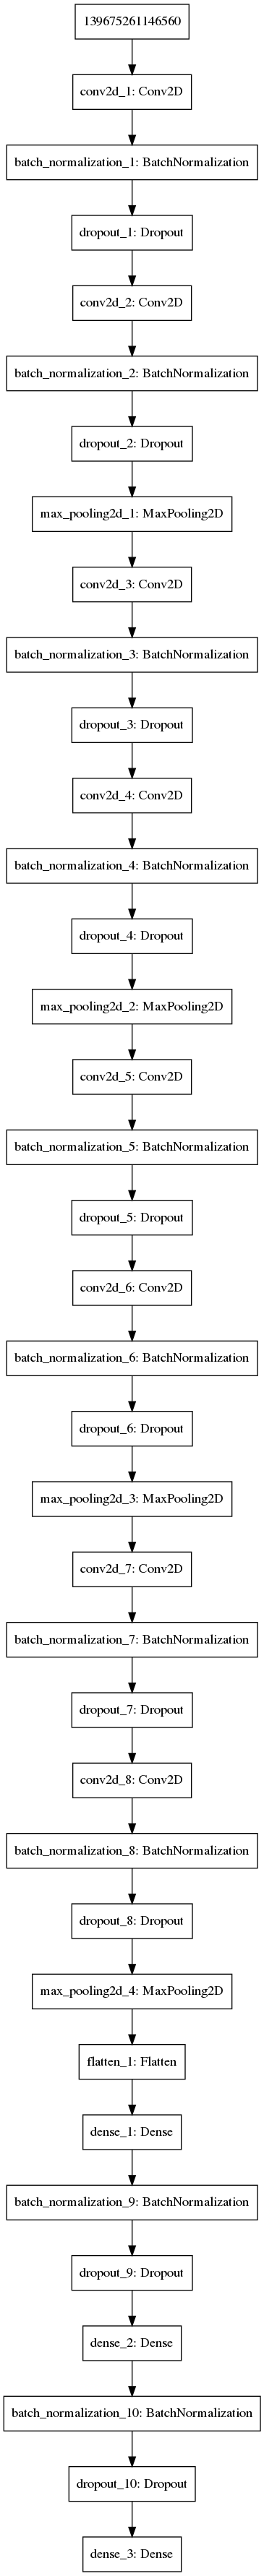 139675261146560
conv2d_1: Conv2D
batch_normalization_1: BatchNormalization
dropout_1: Dropout
conv2d_2: Conv2D
batch_normalization_2: BatchNormalization
dropout_2: Dropout
max_pooling2d_1: MaxPooling2D
conv2d_3: Conv2D
batch_normalization_3: BatchNormalization
dropout_3: Dropout
conv2d_4: Conv2D
batch_normalization_4: BatchNormalization
dropout_4: Dropout
max_pooling2d_2: MaxPooling2D
conv2d_5: Conv2D
batch_normalization_5: BatchNormalization
dropout_5: Dropout
conv2d_6: Conv2D
batch_normalization_6: BatchNormalization
dropout_6: Dropout
max_pooling2d_3: MaxPooling2D
conv2d_7: Conv2D
batch_normalization_7: BatchNormalization
dropout_7: Dropout
conv2d_8: Conv2D
batch_normalization_8: BatchNormalization
dropout_8: Dropout
max_pooling2d_4: MaxPooling2D
flatten_1: Flatten
dense_1: Dense
batch_normalization_9: BatchNormalization
dropout_9: Dropout
dense_2: Dense
batch_normalization_10: BatchNormalization
dropout_10: Dropout
dense_3: Dense